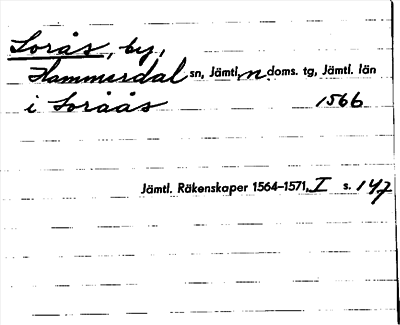 Sorås, by,
Hammerdal sn, Jämtl. n. doms. tg, Jämtl. län
i Soråås 1566
Jämtl. Räkenskaper 1564–1571, I s. 147